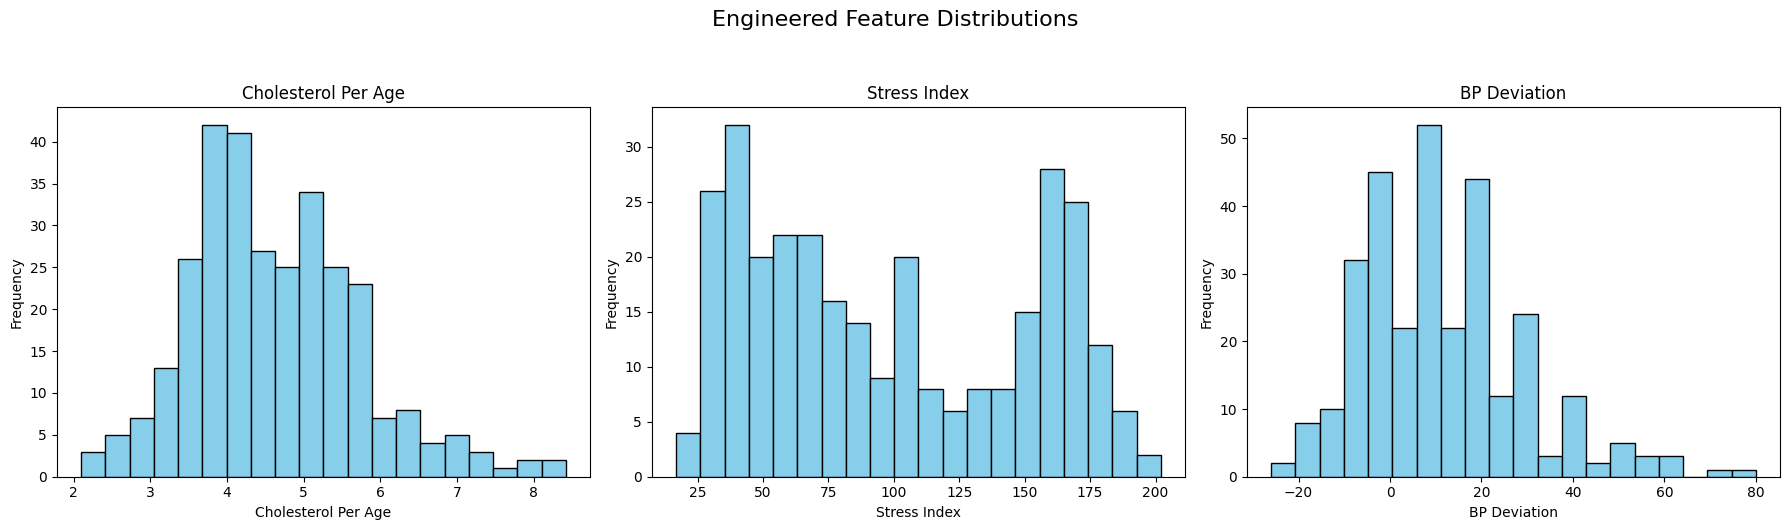 Engineered Feature Distributions
Cholesterol Per Age
Frequency
40
35
30
25
20
15
10
5
0
2 3 4 5 6 7 8
Cholesterol Per Age
Stress Index
Frequency
30
25
20
15
10
5
0
25 50 75 100 125 150 175 200
Stress Index
BP Deviation
Frequency
50
40
30
20
10
0
−20 0 20 40 60 80
BP Deviation